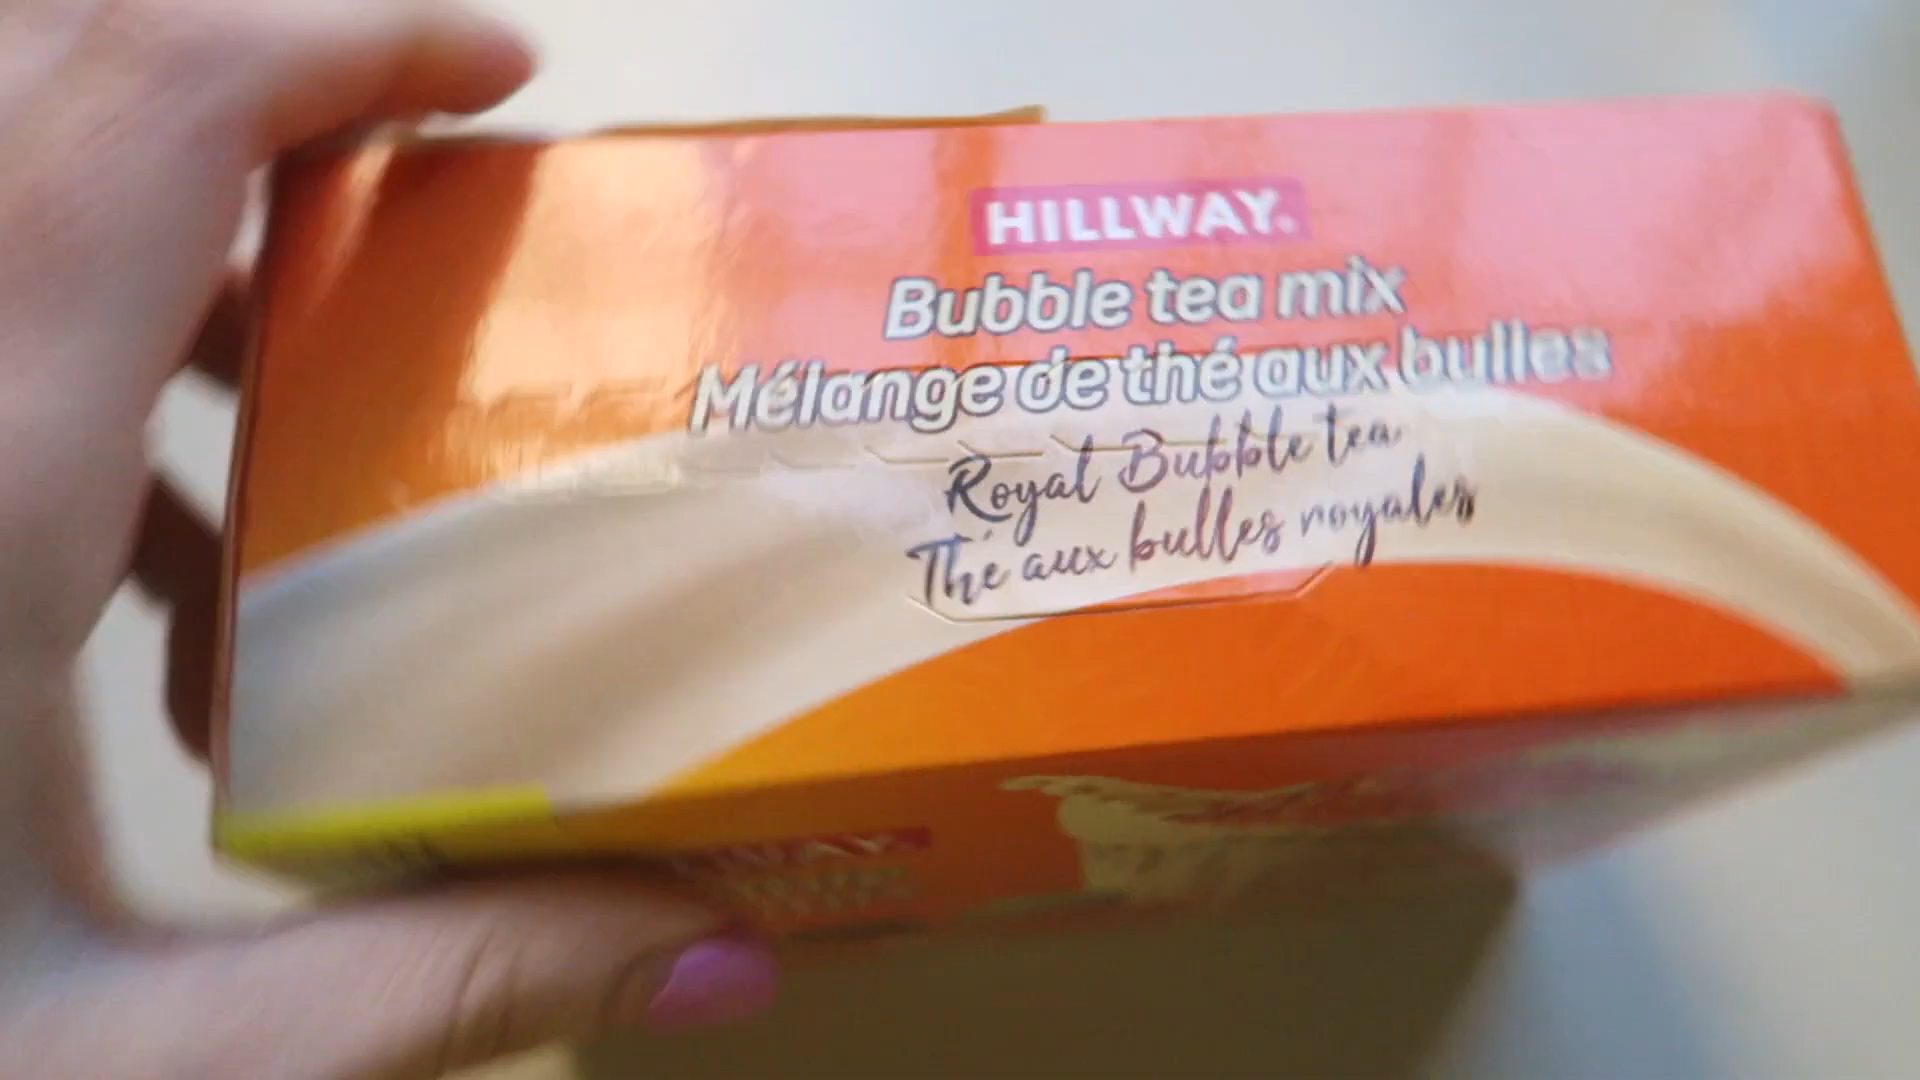 HILLWAY.
Bubble tea mix
Mélange de thé aux bulles
Royal Bubble tea
Thé aux bulles royales